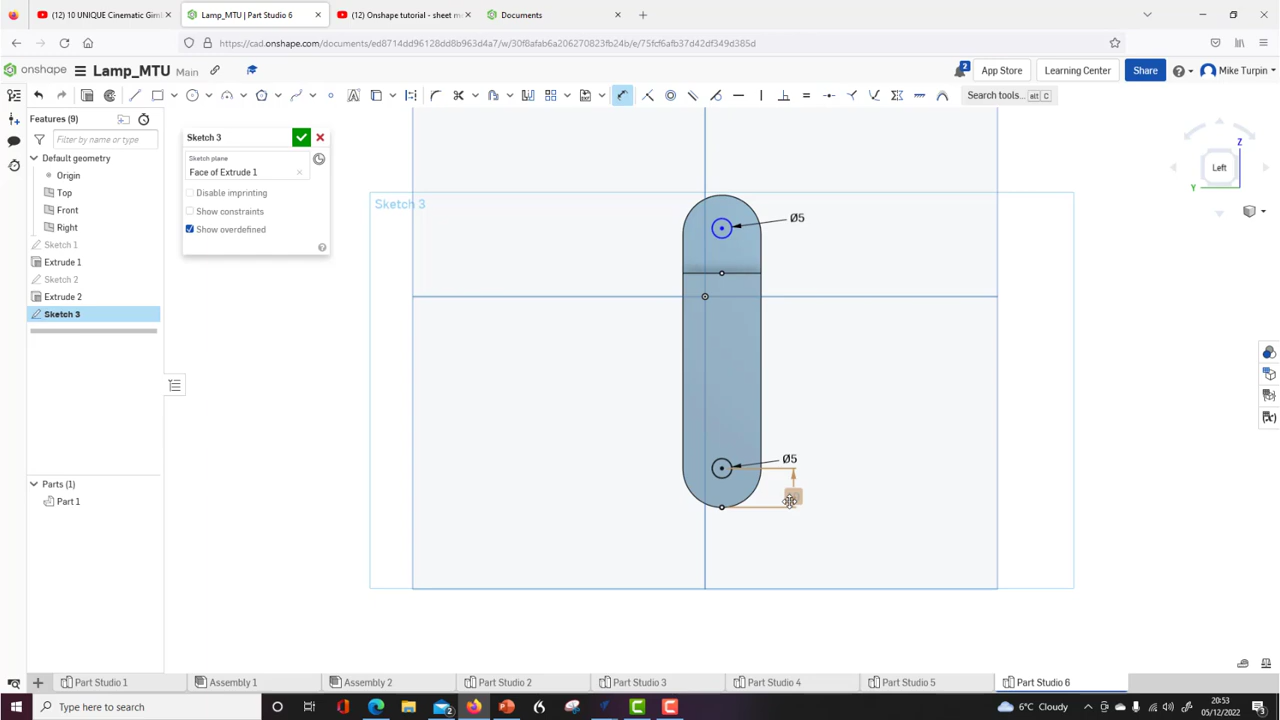 (12) 10 UNIQUE Cinematic Giml
Lamp_MTU | Part Studio 6
(12) Onshape tutorial - sheet m
Documents
https://cad.onshape.com/documents/ed8714dd96128dd8b963d4a7/w/30f8afab6a206270823fc24b/e/75fcf6afb37d42df349d385d
onshape
Lamp_MTU
Main
2
App Store
Learning Center
Share
Mike Turpin
Search tools...
alt
C
Features (9)
Filter by name or type
Default geometry
Origin
Top
Front
Right
Sketch 1
Extrude 1
Sketch 2
Extrude 2
Sketch 3
Parts (1)
Part 1
Sketch 3
Sketch plane
Face of Extrude 1
Disable imprinting
Show constraints
Show overdefined
Sketch 3
Ø5
Ø5
Z
Left
Y
Part Studio 1
Assembly 1
Assembly 2
Part Studio 2
Part Studio 3
Part Studio 4
Part Studio 5
Part Studio 6
Type here to search
6°C Cloudy
20:53
05/12/2022